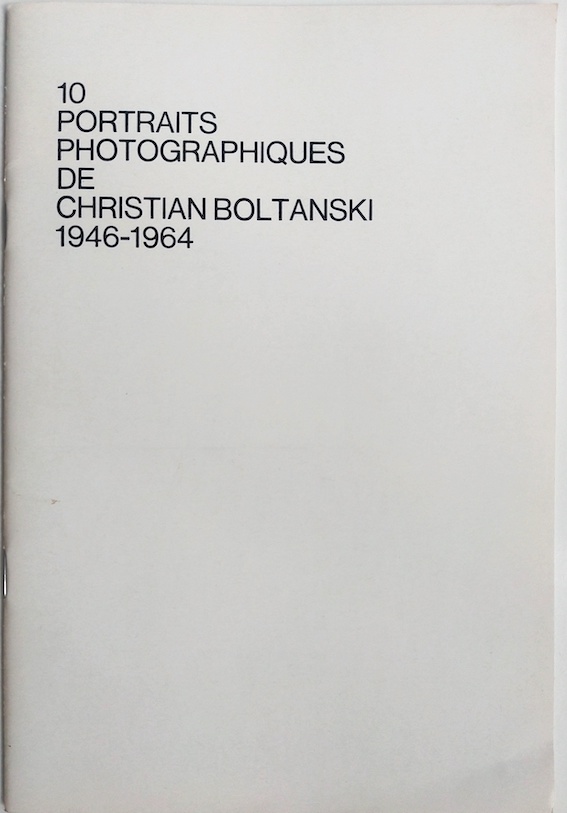 10
PORTRAITS
PHOTOGRAPHIQUES
DE
CHRISTIAN BOLTANSKI
1946-1964